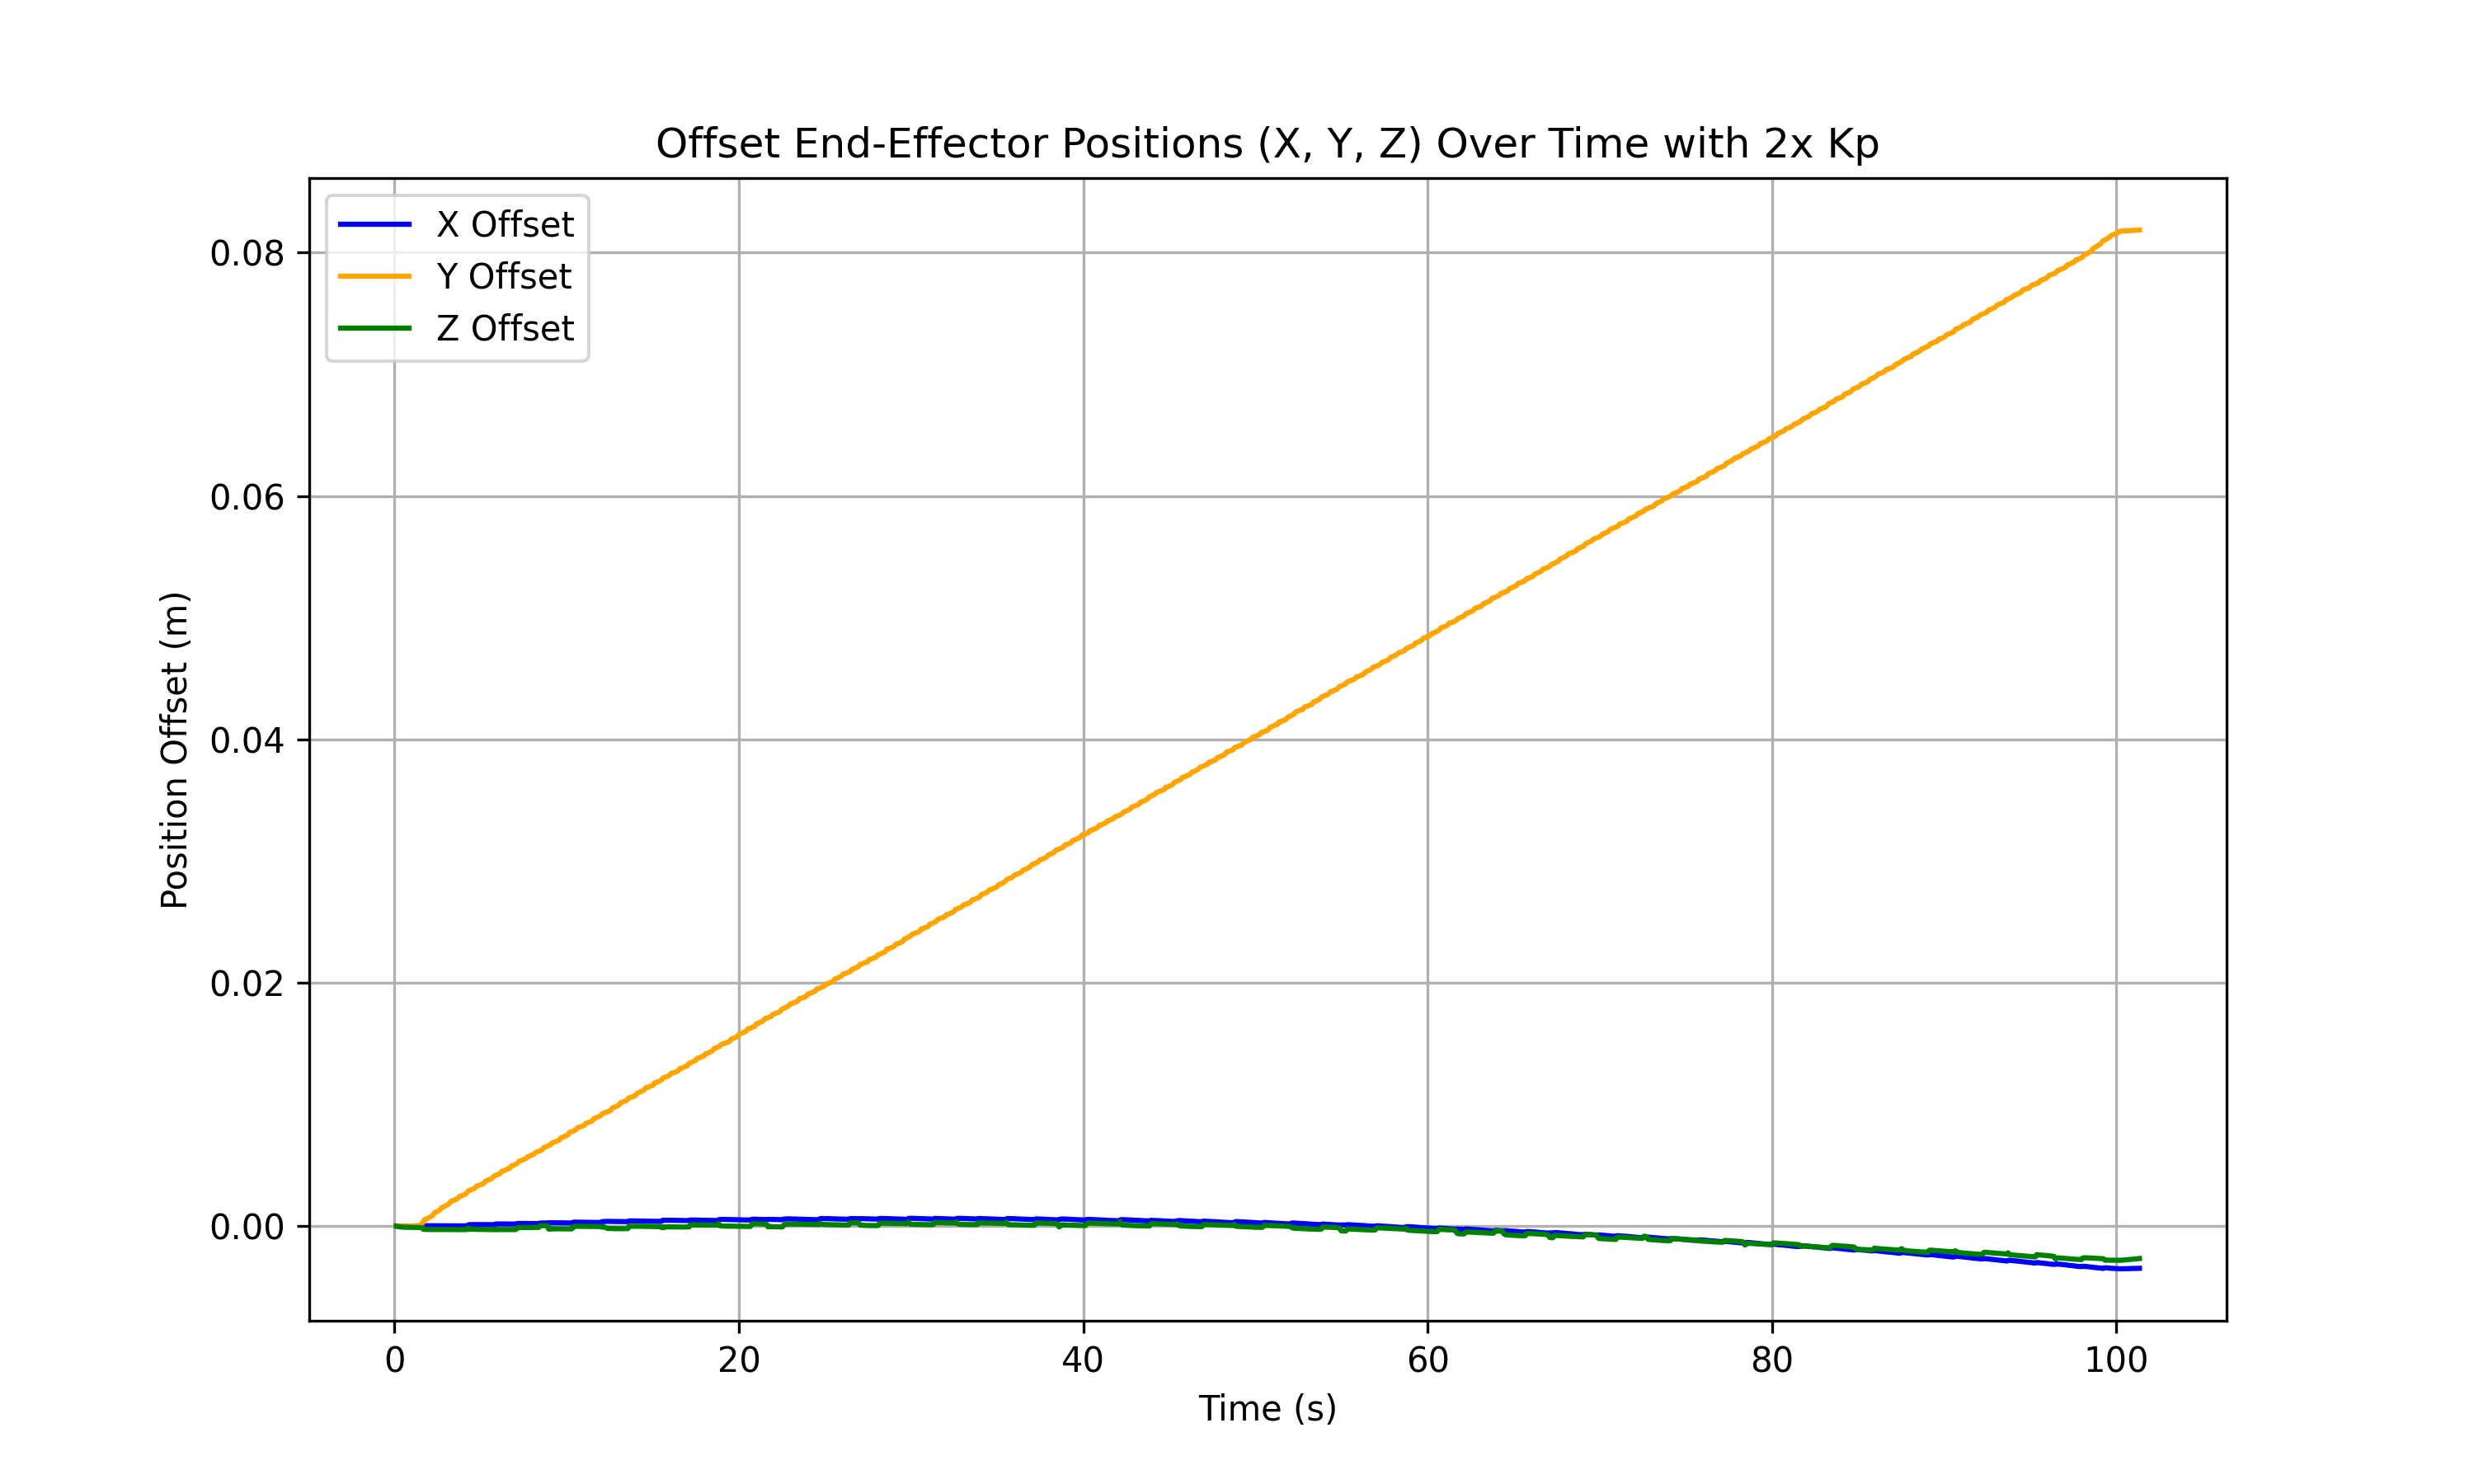 Offset End-Effector Positions (X, Y, Z) Over Time with 2x Kp
X Offset
Y Offset
Z Offset
0.08
0.06
0.04
0.02
0.00
Position Offset (m)
0 20 40 60 80 100
Time (s)